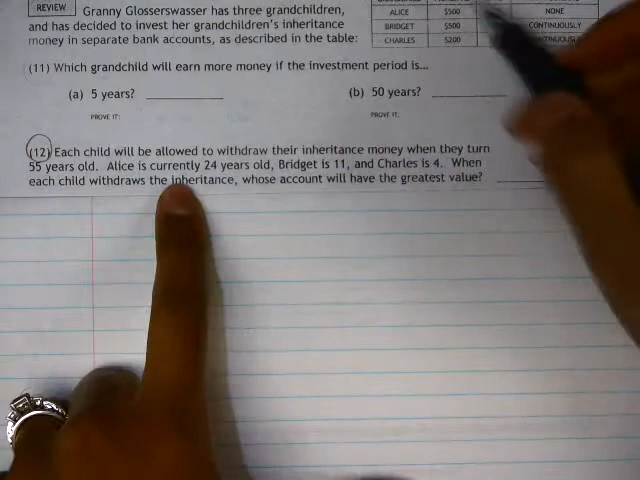 REVIEW
Granny Glosserswasser has three grandchildren,
and has decided to invest her grandchildren's inheritance
money in separate bank accounts, as described in the table:
ALICE $500 NONE
BRIDGET $500 CONTINUOUSLY
CHARLES $200
(11) Which grandchild will earn more money if the investment period is...
(a) 5 years? (b) 50 years?
PROVE IT: PROVE IT:
(12) Each child will be allowed to withdraw their inheritance money when they turn
55 years old. Alice is currently 24 years old, Bridget is 11, and Charles is 4. When
each child withdraws the inheritance, whose account will have the greatest value?